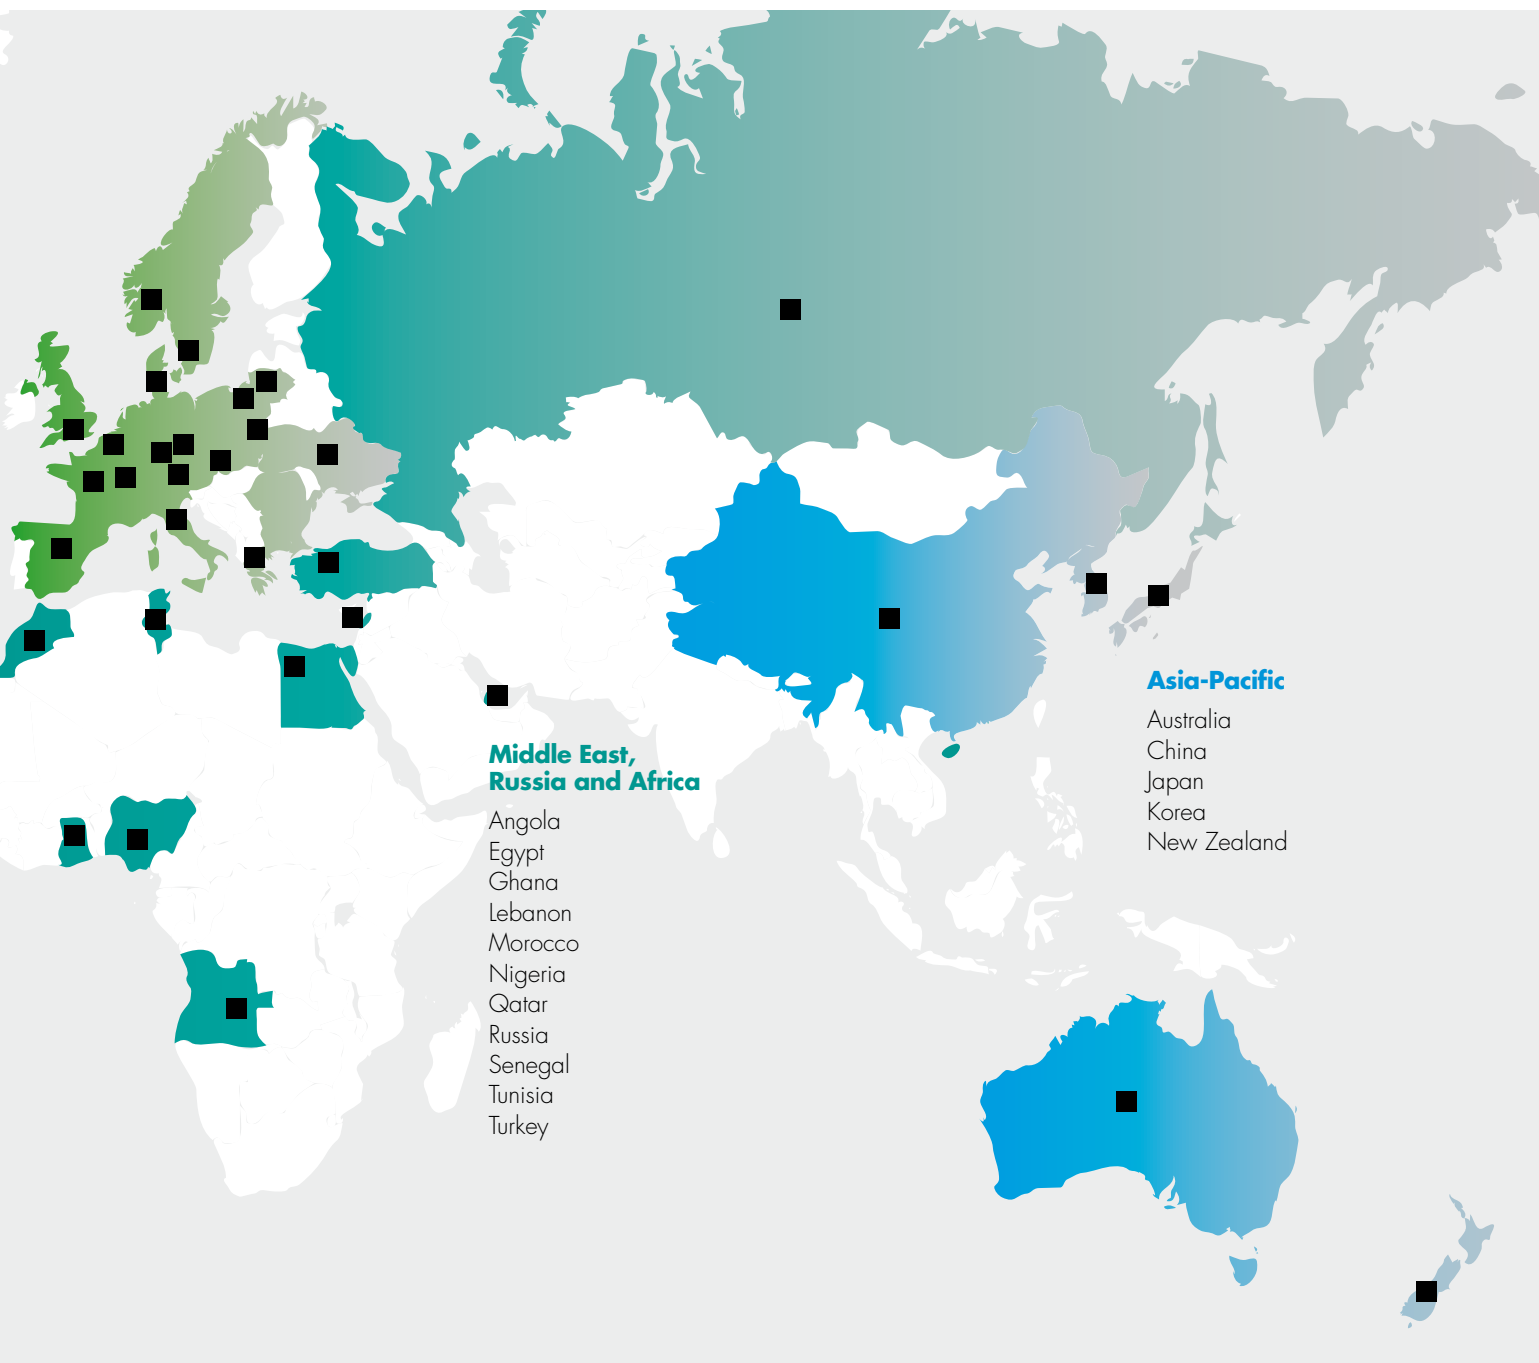 Asia-Pacific
Australia
China
Japan
Korea
New Zealand
Middle East,
Russia and Africa
Angola
Egypt
Ghana
Lebanon
Morocco
Nigeria
Qatar
Russia
Senegal
Tunisia
Turkey